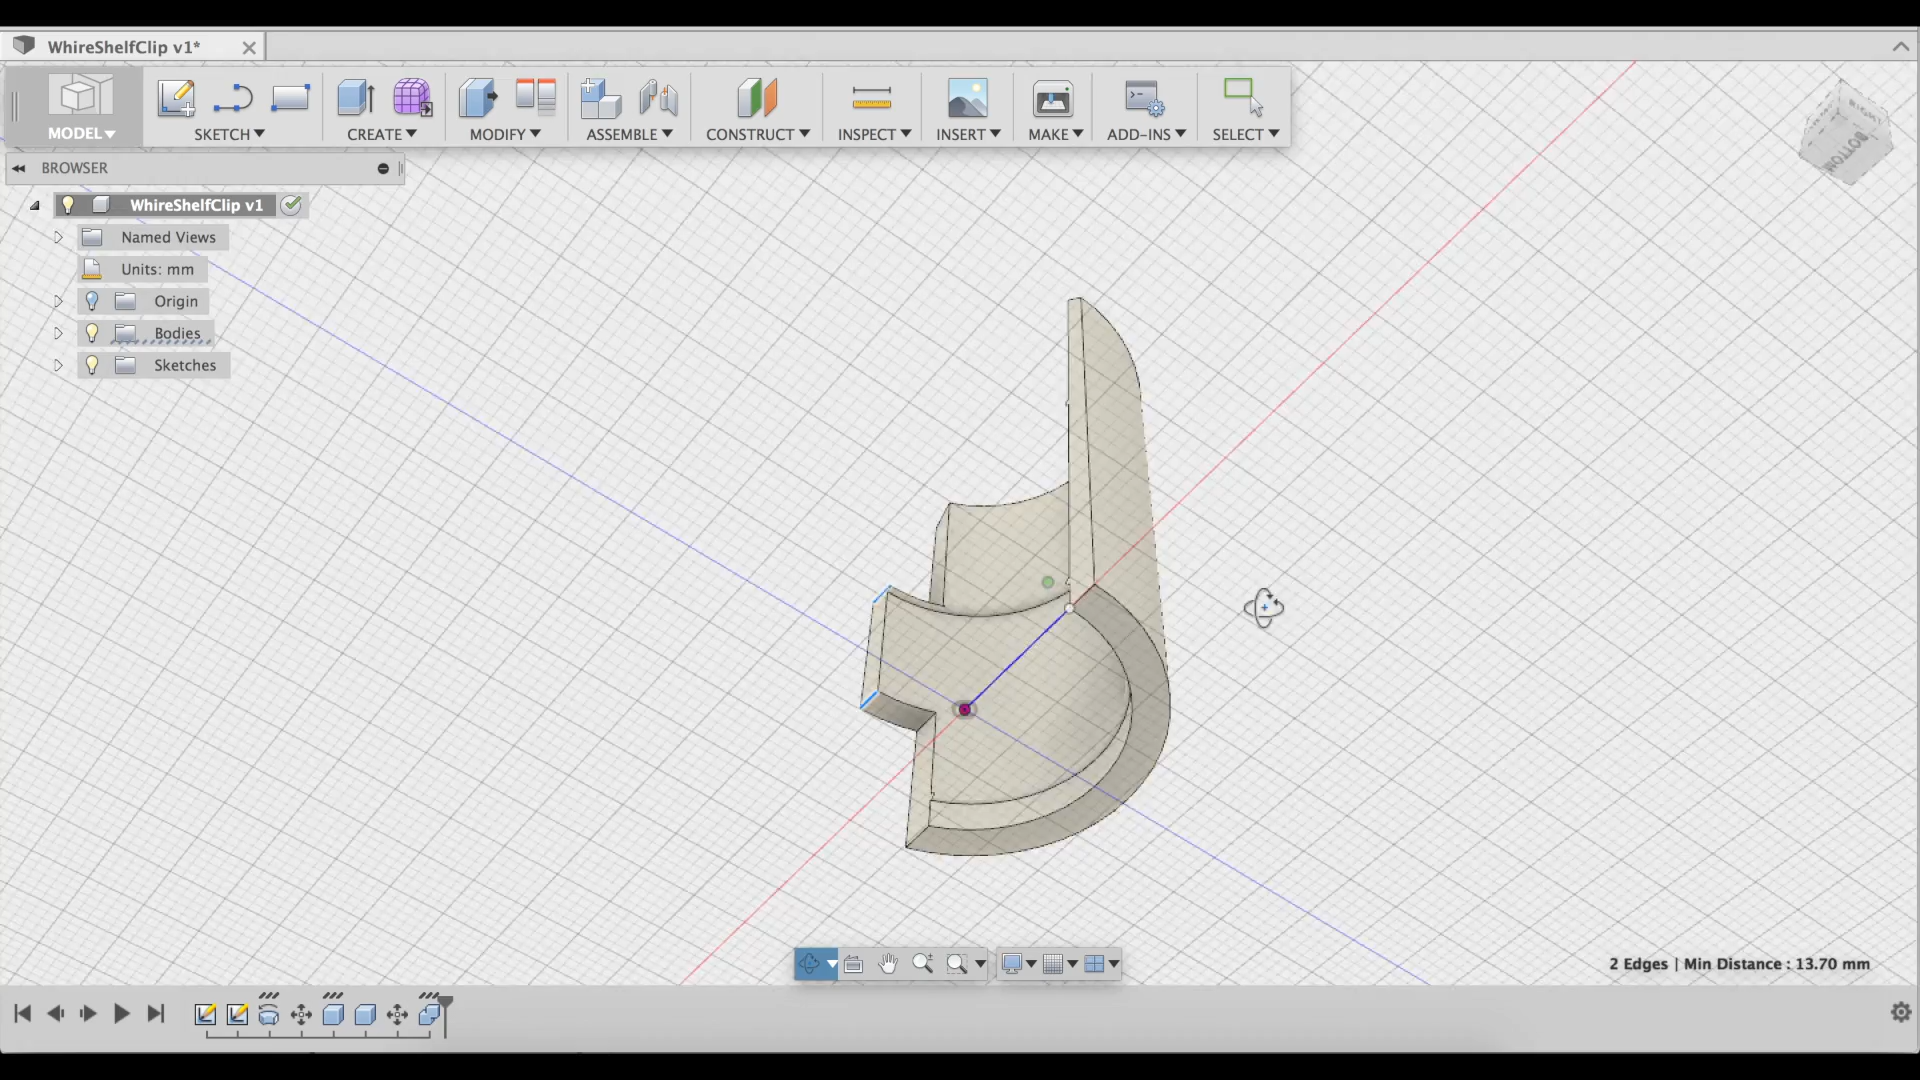 WhireShelfClip v1*
MODEL
SKETCH
CREATE
MODIFY
ASSEMBLE
CONSTRUCT
INSPECT
INSERT
MAKE
ADD-INS
SELECT
BROWSER
WhireShelfClip v1
Named Views
Units: mm
Origin
Bodies
Sketches
RIGHT
BOTTOM
2 Edges | Min Distance : 13.70 mm